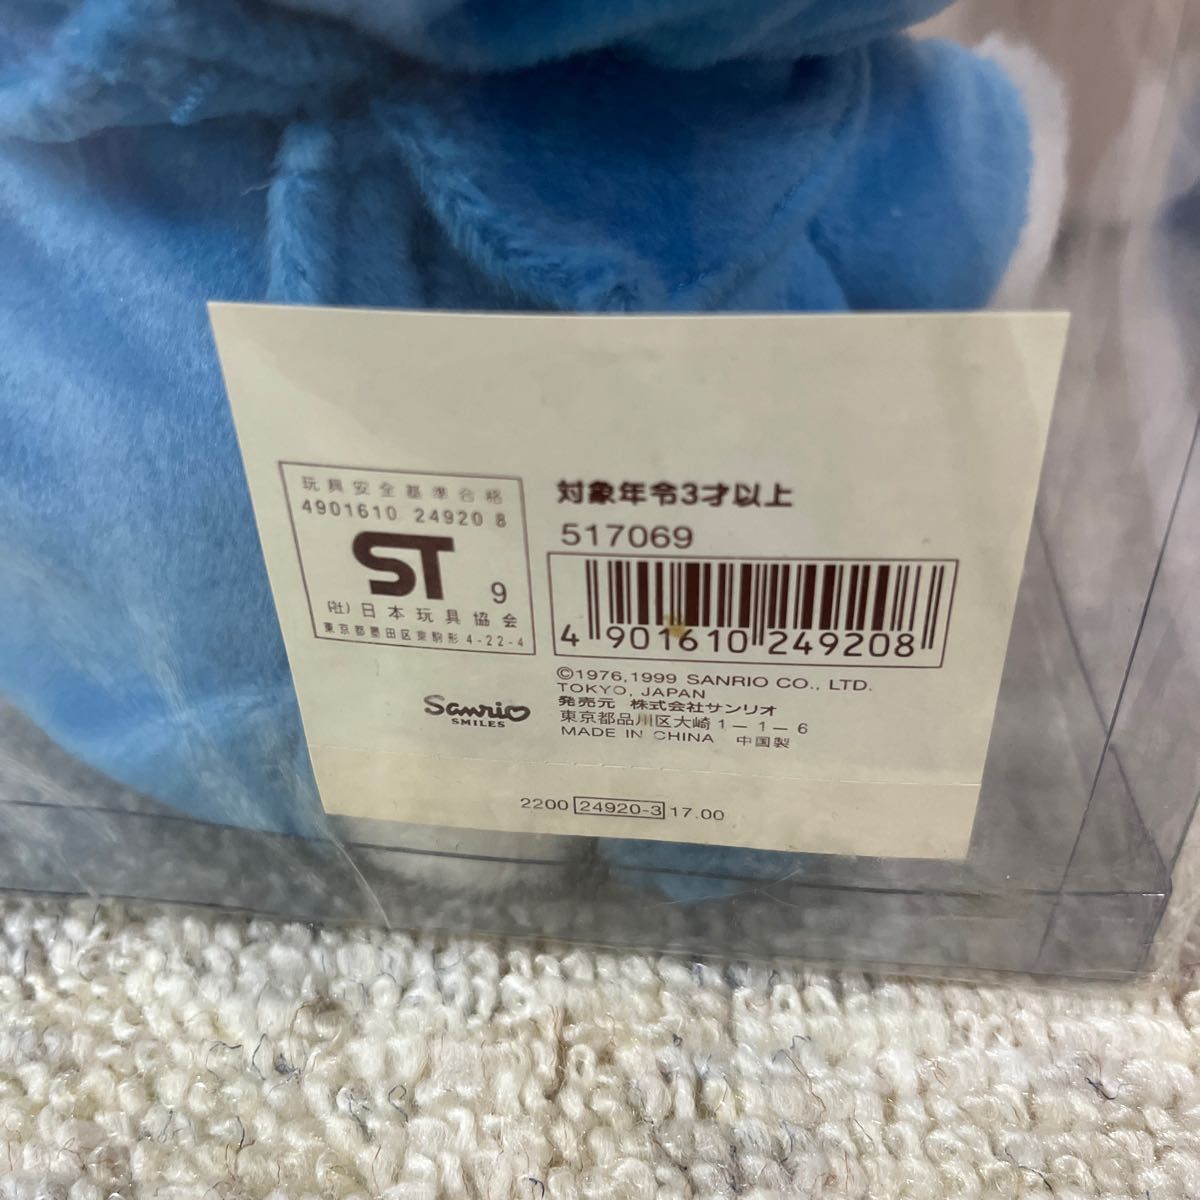 玩具安全基準合格
4901610 24920 8
ST 9
(社)日本玩具協会
東京都墨田区東駒形4-22-4
対象年令3才以上
517069
4 901610 249208
©1976,1999 SANRIO CO., LTD.
TOKYO, JAPAN
発売元 株式会社サンリオ
東京都品川区大崎1-1-6
MADE IN CHINA 中国製
Sanrio
SMILES
2200 24920-3 17.00